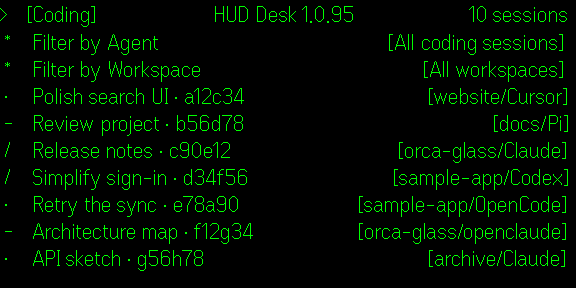 > [Coding] HUD Desk 1.0.95 10 sessions
* Filter by Agent [All coding sessions]
* Filter by Workspace [All workspaces]
· Polish search UI · a12c34 [website/Cursor]
- Review project · b56d78 [docs/Pi]
/ Release notes · c90e12 [orca-glass/Claude]
/ Simplify sign-in · d34f56 [sample-app/Codex]
· Retry the sync · e78a90 [sample-app/OpenCode]
- Architecture map · f12g34 [orca-glass/openclaude]
· API sketch · g56h78 [archive/Claude]